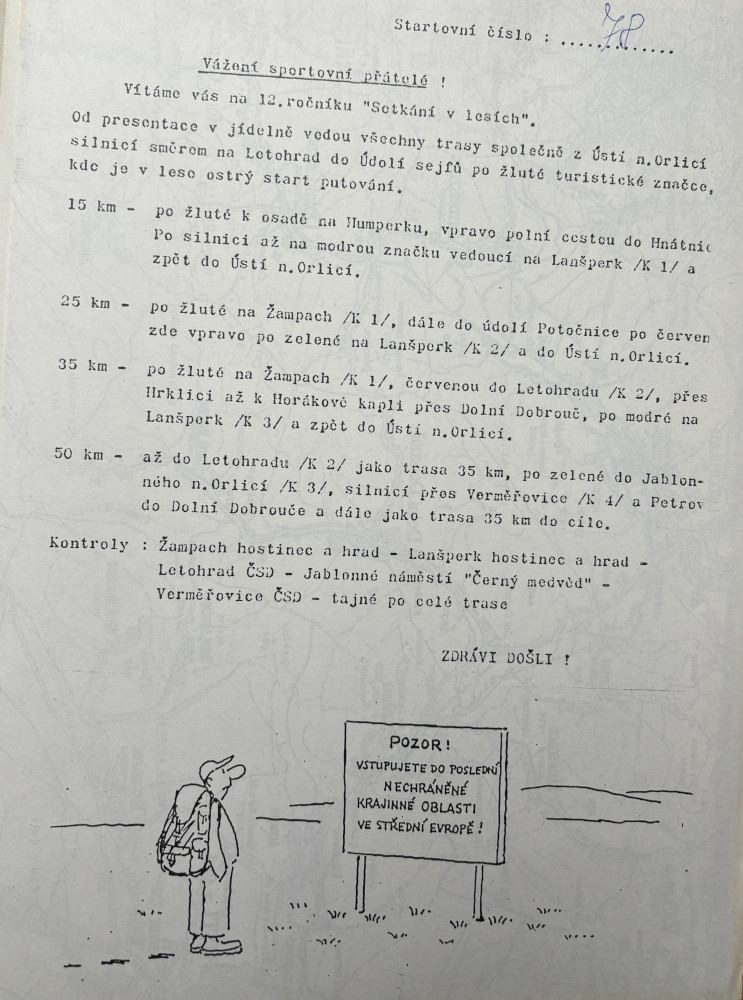 Startovní číslo : .............
Vážení sportovní přátelé !
Vítáme vás na 12.ročníku "Setkání v lesích".
Od presentace v jídelně vedou všechny trasy společně z Ústí n.Orlicí
silnicí směrem na Letohrad do Údolí sejfů po žluté turistické značce,
kde je v lese ostrý start putování.
15 km - po žluté k osadě na Humperku, vpravo polní cestou do Hnátnic
Po silnici až na modrou značku vedoucí na Lanšperk /K 1/ a
zpět do Ústí n.Orlicí.
25 km - po žluté na Žampach /K 1/, dále do údolí Potočnice po červen
zde vpravo po zelené na Lanšperk /K 2/ a do Ústí n.Orlicí.
35 km - po žluté na Žampach /K 1/, červenou do Letohradu /K 2/, přes
Hrklici až k Horákově kapli přes Dolní Dobrouč, po modré na
Lanšperk /K 3/ a zpět do Ústí n.Orlicí.
50 km - až do Letohradu /K 2/ jako trasa 35 km, po zelené do Jablon-
ného n.Orlicí /K 3/, silnicí přes Verměřovice /K 4/ a Petrov
do Dolní Dobrouče a dále jako trasa 35 km do cíle.
Kontroly : Žampach hostinec a hrad - Lanšperk hostinec a hrad -
Letohrad ČSD - Jablonné náměstí "Černý medvěd" -
Verměřovice ČSD - tajné po celé trase
ZDRÁVI DOŠLI !
POZOR!
VSTUPUJETE DO POSLEDNÍ
NECHRÁNĚNÉ
KRAJINNÉ OBLASTI
VE STŘEDNÍ EVROPĚ!